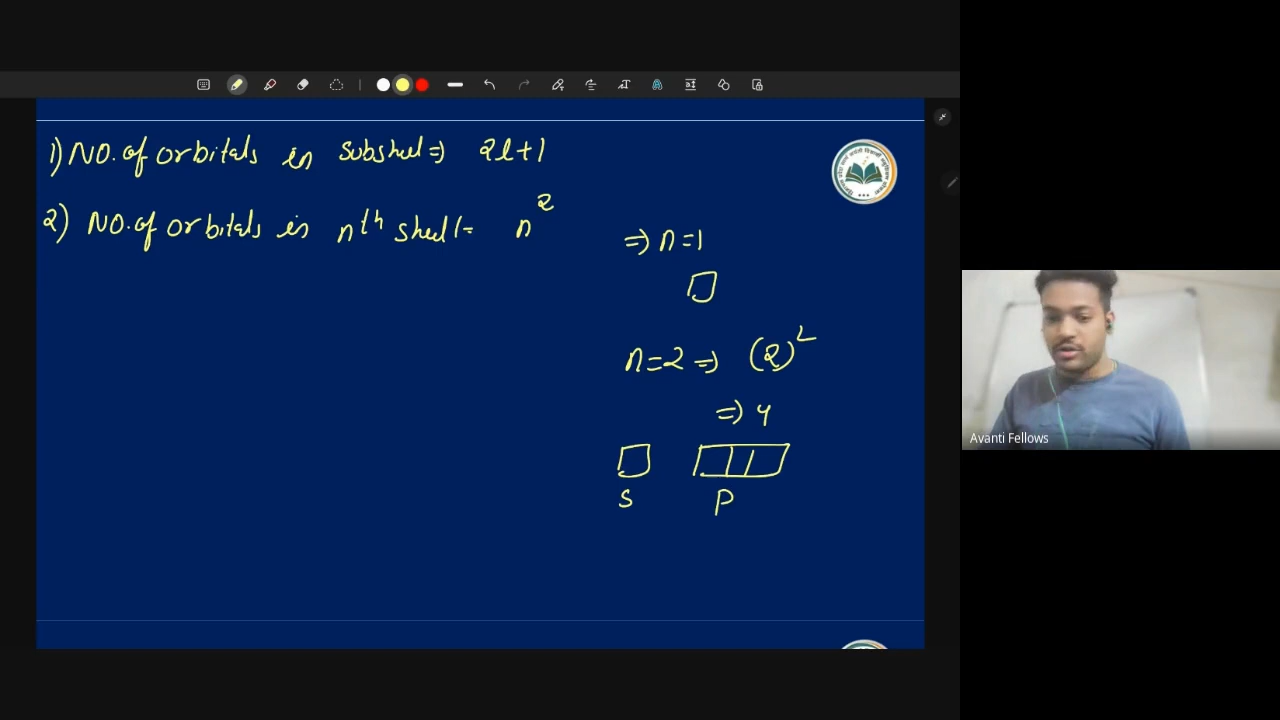 1) NO. of orbitals in subshell => 2l+1
2) NO. of orbitals in nth shell = n²
=> n=1
n=2 => (2)²
=> 4
S P
Avanti Fellows